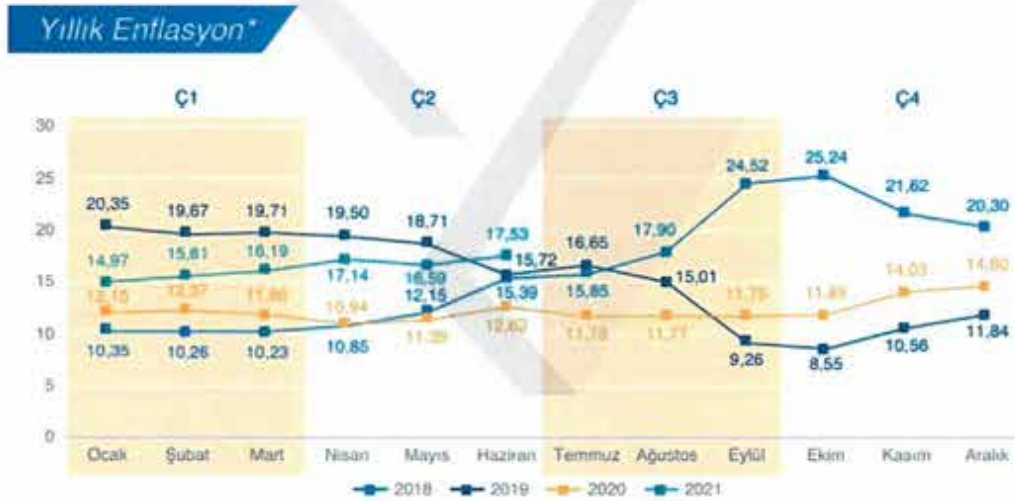 Yıllık Enflasyon*
Ç1 Ç2 Ç3 Ç4
30
25
20
15
10
5
0
20,35 19,67 19,71 19,50 18,71 15,72 16,65 15,01 9,26 8,55 10,56 11,84
14,97 15,61 16,19 17,14 16,59 17,53
12,15 12,37 11,86 10,94 11,39 12,62 11,76 11,77 11,75 11,89 14,03 14,60
10,35 10,26 10,23 10,85 12,15 15,39 15,85 17,90 24,52 25,24 21,62 20,30
Ocak Şubat Mart Nisan Mayıs Haziran Temmuz Ağustos Eylül Ekim Kasım Aralık
2018 2019 2020 2021